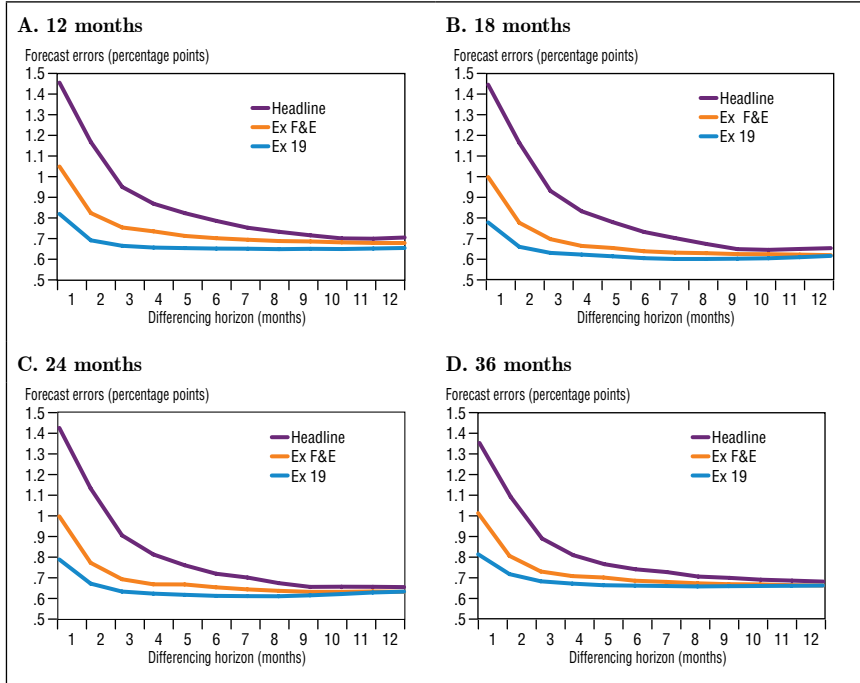 A. 12 months
Forecast errors (percentage points)
1.5
1.4
1.3
1.2
1.1
1
.9
.8
.7
.6
.5
Headline
Ex F&E
Ex 19
1 2 3 4 5 6 7 8 9 10 11 12
Differencing horizon (months)
B. 18 months
Forecast errors (percentage points)
1.5
1.4
1.3
1.2
1.1
1
.9
.8
.7
.6
.5
Headline
Ex F&E
Ex 19
1 2 3 4 5 6 7 8 9 10 11 12
Differencing horizon (months)
C. 24 months
Forecast errors (percentage points)
1.5
1.4
1.3
1.2
1.1
1
.9
.8
.7
.6
.5
Headline
Ex F&E
Ex 19
1 2 3 4 5 6 7 8 9 10 11 12
Differencing horizon (months)
D. 36 months
Forecast errors (percentage points)
1.5
1.4
1.3
1.2
1.1
1
.9
.8
.7
.6
.5
Headline
Ex F&E
Ex 19
1 2 3 4 5 6 7 8 9 10 11 12
Differencing horizon (months)